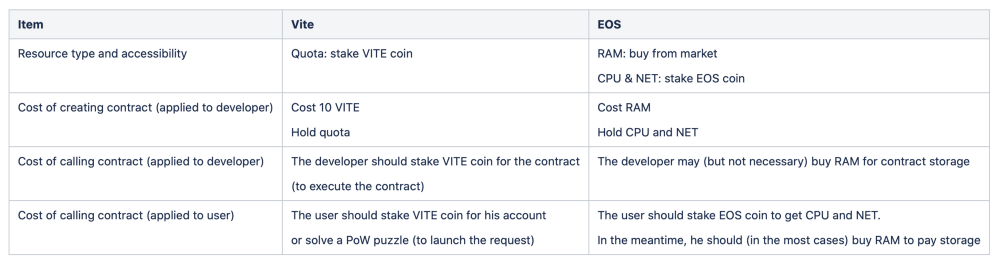 Item Vite EOS
Resource type and accessibility Quota: stake VITE coin RAM: buy from market
CPU & NET: stake EOS coin
Cost of creating contract (applied to developer) Cost 10 VITE Cost RAM
Hold quota Hold CPU and NET
Cost of calling contract (applied to developer) The developer should stake VITE coin for the contract The developer may (but not necessary) buy RAM for contract storage
(to execute the contract)
Cost of calling contract (applied to user) The user should stake VITE coin for his account The user should stake EOS coin to get CPU and NET.
or solve a PoW puzzle (to launch the request) In the meantime, he should (in the most cases) buy RAM to pay storage